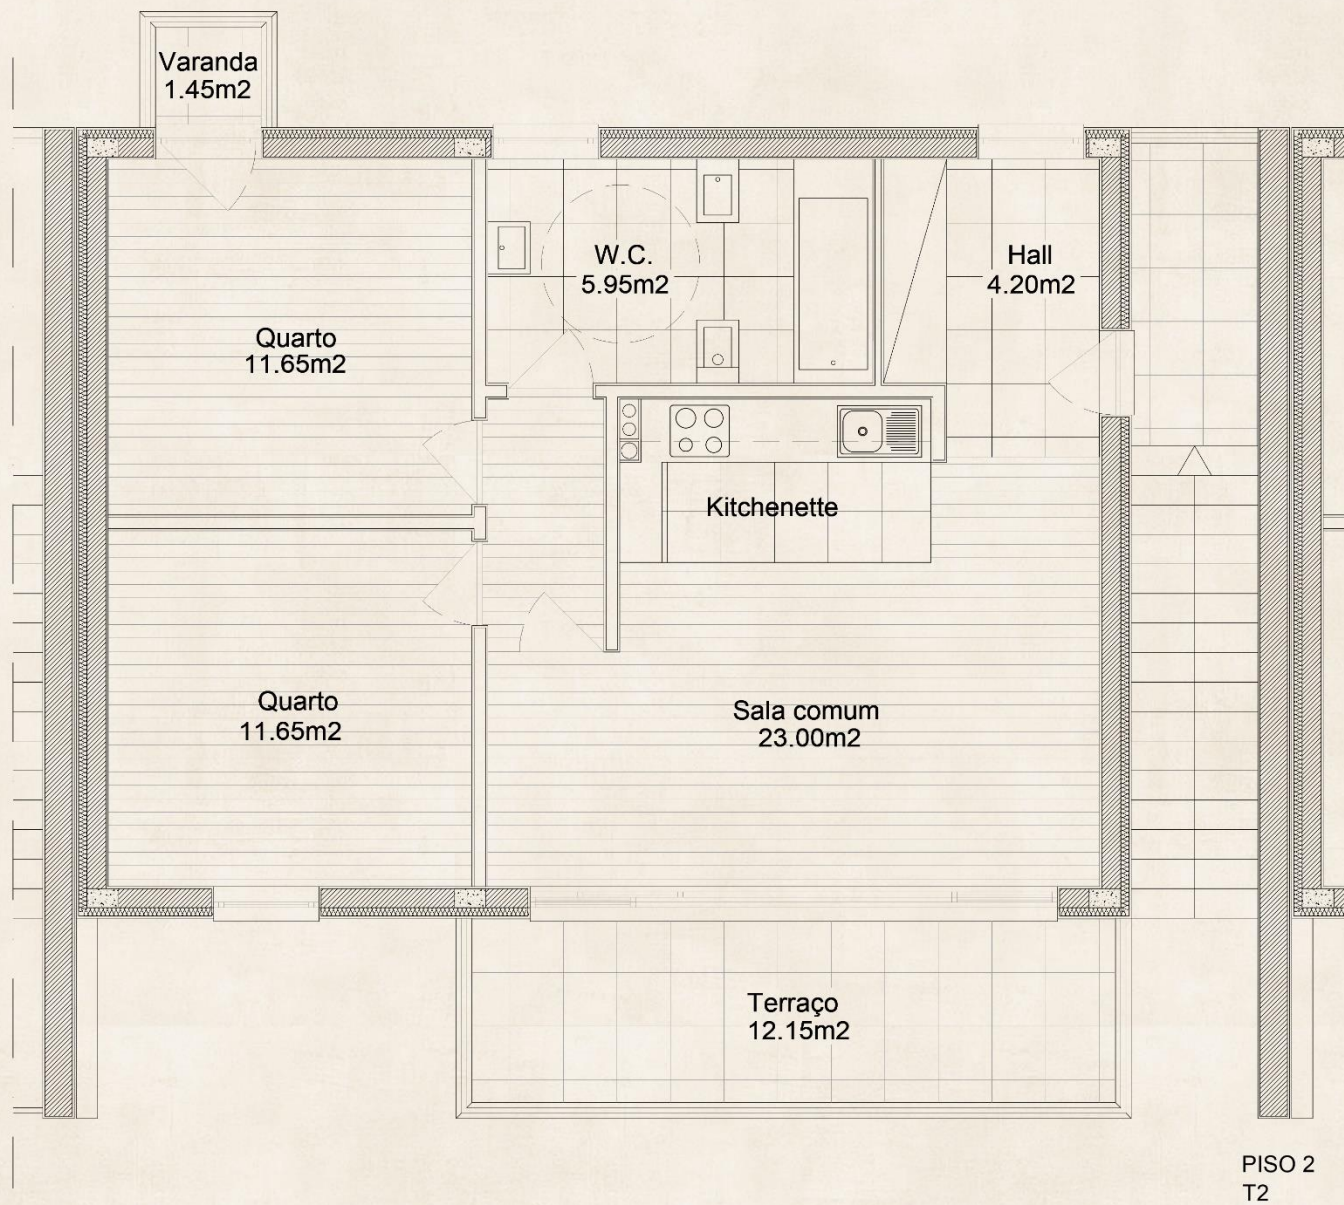 Varanda
1.45m2
W.C.
5.95m2
Hall
4.20m2
Quarto
11.65m2
Kitchenette
Quarto
11.65m2
Sala comum
23.00m2
Terraço
12.15m2
PISO 2
T2